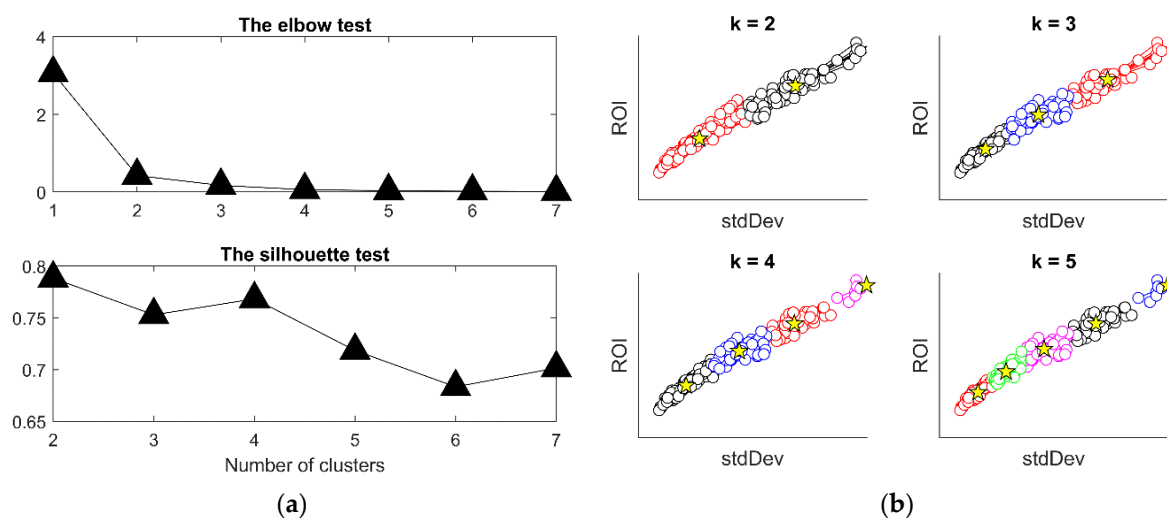 The elbow test
4
2
0
1 2 3 4 5 6 7
The silhouette test
0.8
0.75
0.7
0.65
2 3 4 5 6 7
Number of clusters
(a)
k = 2
ROI
stdDev
k = 3
ROI
stdDev
k = 4
ROI
stdDev
k = 5
ROI
stdDev
(b)